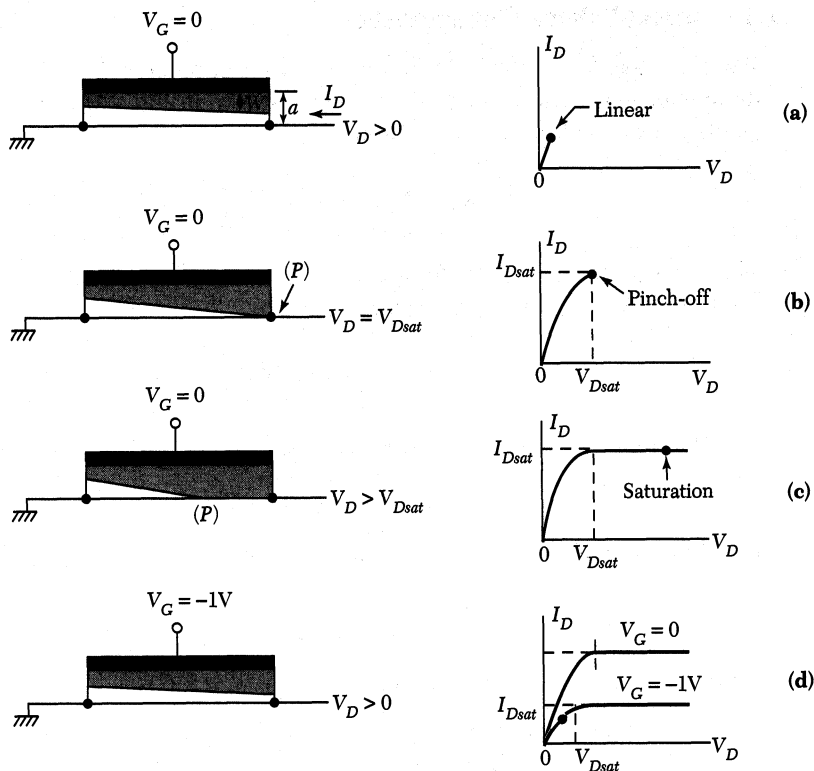 V_G = 0
a
I_D
V_D > 0
I_D
Linear
0
V_D
(a)
V_G = 0
(P)
V_D = V_Dsat
I_D
I_Dsat
Pinch-off
0
V_Dsat
V_D
(b)
V_G = 0
(P)
V_D > V_Dsat
I_D
I_Dsat
Saturation
0
V_Dsat
V_D
(c)
V_G = −1V
V_D > 0
I_D
V_G = 0
V_G = −1V
I_Dsat
0
V_Dsat
V_D
(d)